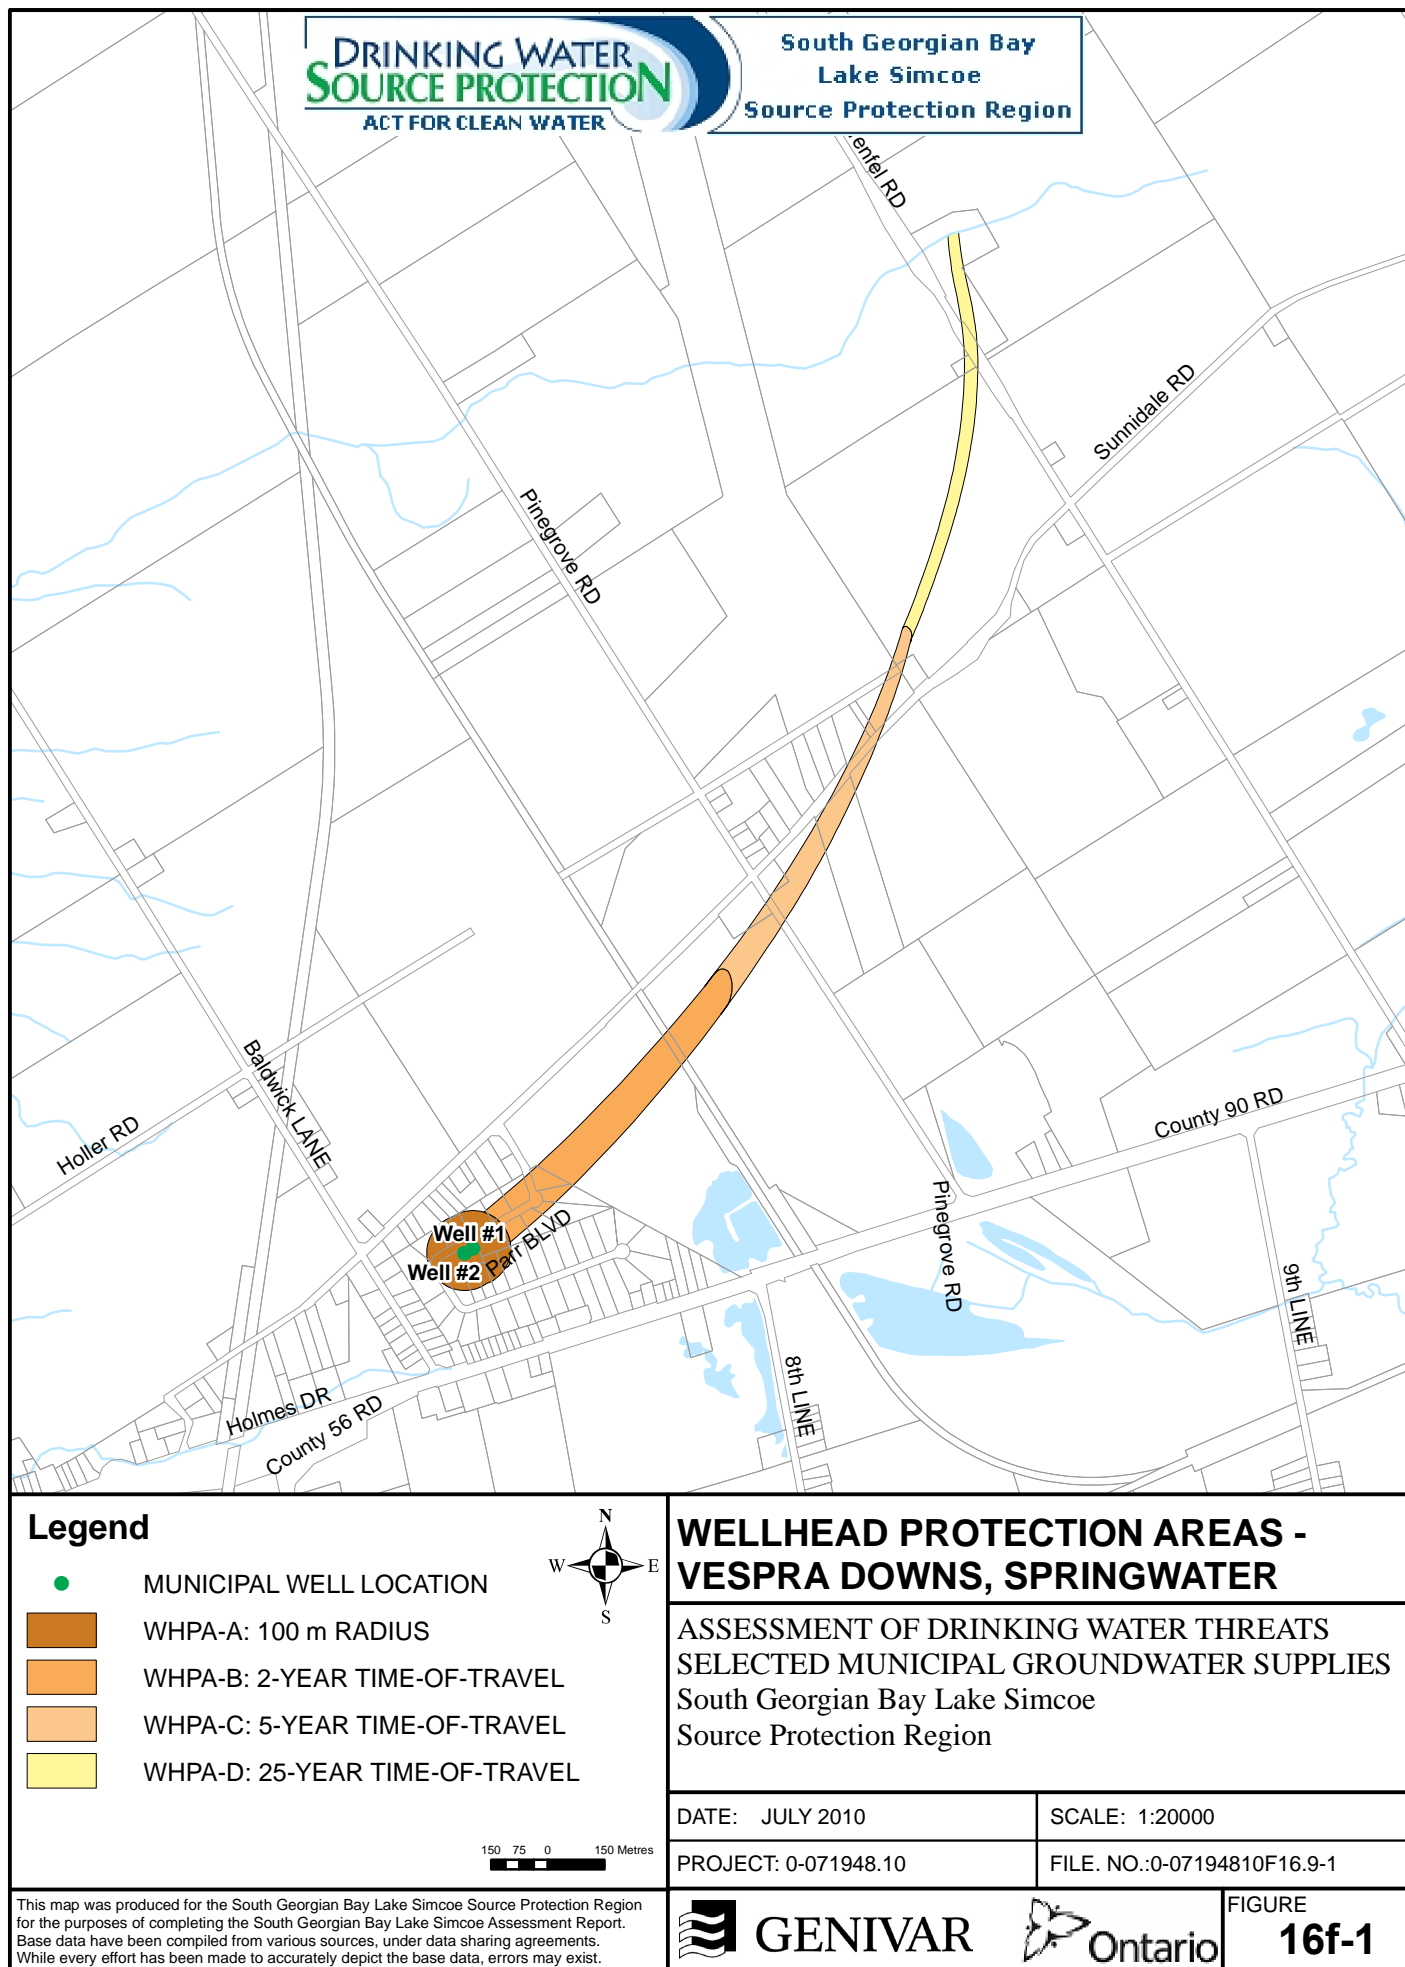 DRINKING WATER
SOURCE PROTECTION
ACT FOR CLEAN WATER
South Georgian Bay
Lake Simcoe
Source Protection Region
enfel RD
Sunnidale RD
Pinegrove RD
Baldwick LANE
Holler RD
County 90 RD
Well #1
Well #2
Parr BLVD
Pinegrove RD
9th LINE
8th LINE
Holmes DR
County 56 RD
Legend
N
W
E
S
MUNICIPAL WELL LOCATION
WHPA-A: 100 m RADIUS
WHPA-B: 2-YEAR TIME-OF-TRAVEL
WHPA-C: 5-YEAR TIME-OF-TRAVEL
WHPA-D: 25-YEAR TIME-OF-TRAVEL
150 75 0 150 Metres
WELLHEAD PROTECTION AREAS -
VESPRA DOWNS, SPRINGWATER
ASSESSMENT OF DRINKING WATER THREATS
SELECTED MUNICIPAL GROUNDWATER SUPPLIES
South Georgian Bay Lake Simcoe
Source Protection Region
DATE: JULY 2010
SCALE: 1:20000
PROJECT: 0-071948.10
FILE. NO.:0-07194810F16.9-1
This map was produced for the South Georgian Bay Lake Simcoe Source Protection Region
for the purposes of completing the South Georgian Bay Lake Simcoe Assessment Report.
Base data have been compiled from various sources, under data sharing agreements.
While every effort has been made to accurately depict the base data, errors may exist.
GENIVAR
Ontario
FIGURE
16f-1